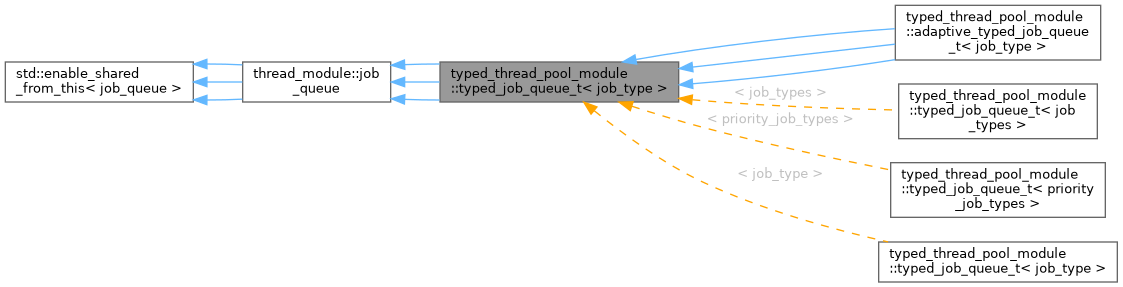 std::enable_shared
_from_this< job_queue >
thread_module::job
_queue
typed_thread_pool_module
::typed_job_queue_t< job_type >
typed_thread_pool_module
::adaptive_typed_job_queue
_t< job_type >
< job_types >
typed_thread_pool_module
::typed_job_queue_t< job
_types >
< priority_job_types >
typed_thread_pool_module
::typed_job_queue_t< priority
_job_types >
< job_type >
typed_thread_pool_module
::typed_job_queue_t< job_type >